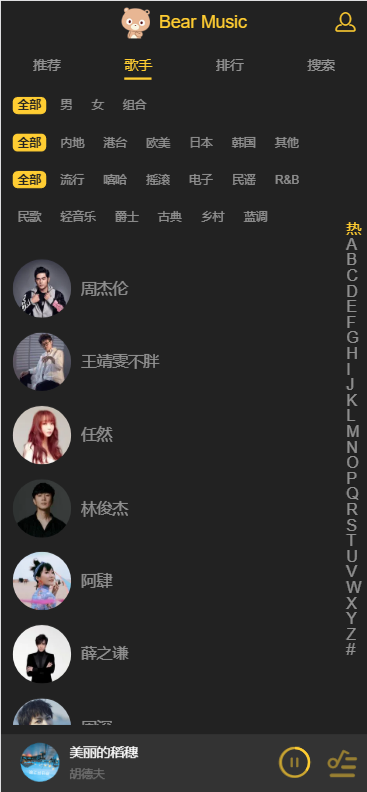 Bear Music
推荐 歌手 排行 搜索
全部 男 女 组合
全部 内地 港台 欧美 日本 韩国 其他
全部 流行 嘻哈 摇滚 电子 民谣 R&B
民歌 轻音乐 爵士 古典 乡村 蓝调
周杰伦
王靖雯不胖
任然
林俊杰
阿肆
薛之谦
热
A
B
C
D
E
F
G
H
I
J
K
L
M
N
O
P
Q
R
S
T
U
V
W
X
Y
Z
#
美丽的稻穗
胡德夫